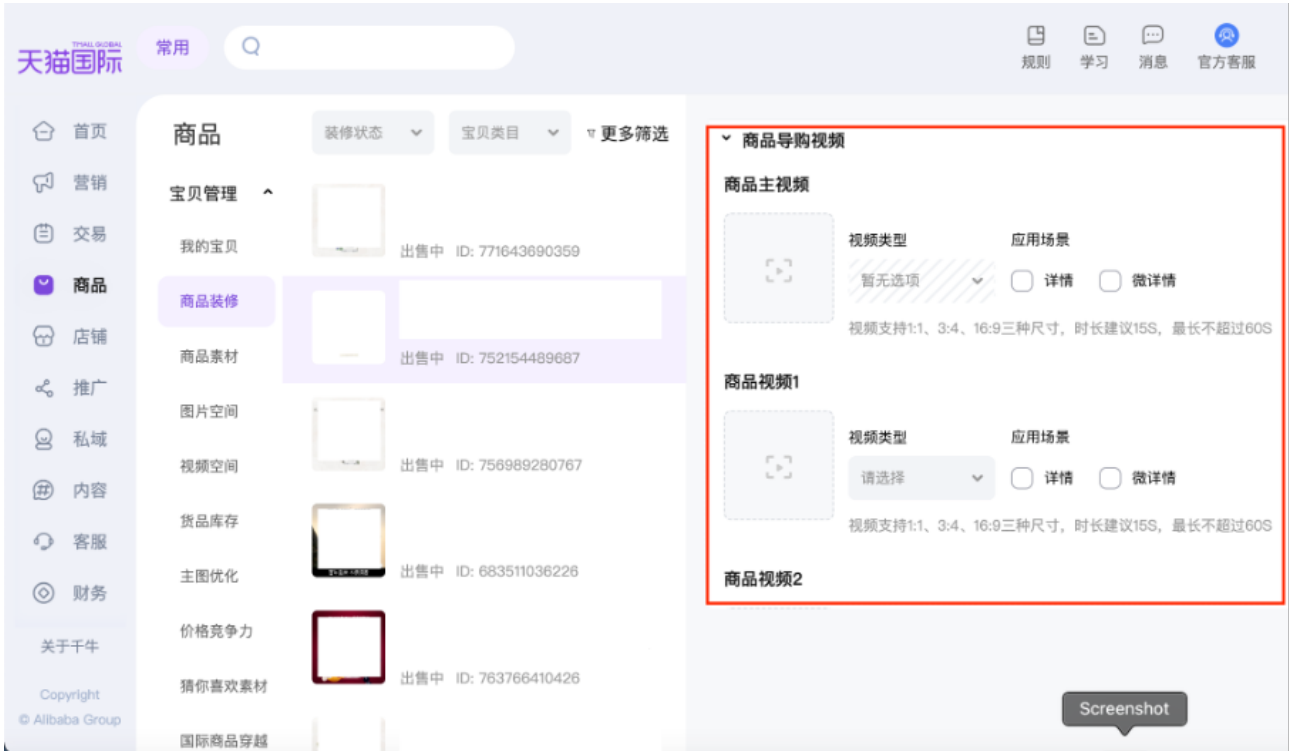 TMALL GLOBAL
天猫国际
常用
规则
学习
消息
官方客服
首页
营销
交易
商品
店铺
推广
私域
内容
客服
财务
关于千牛
Copyright
© Alibaba Group
商品
宝贝管理
我的宝贝
商品装修
商品素材
图片空间
视频空间
货品库存
主图优化
价格竞争力
猜你喜欢素材
国际商品穿越
装修状态
宝贝类目
更多筛选
出售中 ID: 771643690359
出售中 ID: 752154489687
出售中 ID: 756989280767
出售中 ID: 683511036226
出售中 ID: 763766410426
商品导购视频
商品主视频
视频类型 应用场景
暂无选项 详情 微详情
视频支持1:1、3:4、16:9三种尺寸，时长建议15S，最长不超过60S
商品视频1
视频类型 应用场景
请选择 详情 微详情
视频支持1:1、3:4、16:9三种尺寸，时长建议15S，最长不超过60S
商品视频2
Screenshot